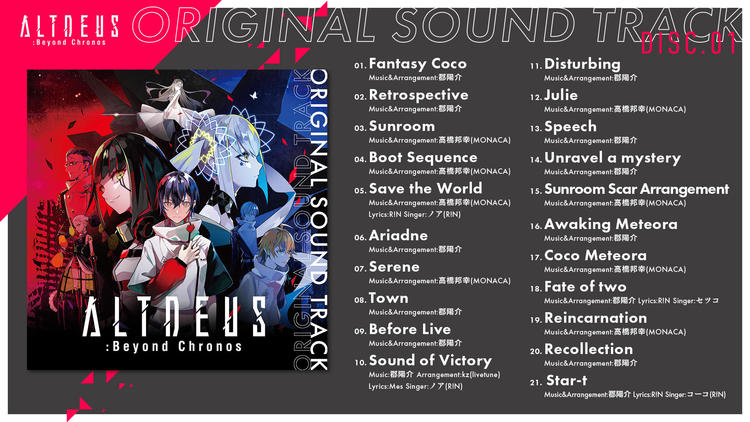 ALTDEUS
:Beyond Chronos
ORIGINAL SOUND TRACK
DISC.01
ORIGINAL SOUND TRACK
ORIGINAL SOUND TRACK
ALTDEUS
:Beyond Chronos
01. Fantasy Coco
Music&Arrangement:郡陽介
02. Retrospective
Music&Arrangement:郡陽介
03. Sunroom
Music&Arrangement:高橋邦幸(MONACA)
04. Boot Sequence
Music&Arrangement:高橋邦幸(MONACA)
05. Save the World
Music&Arrangement:高橋邦幸(MONACA)
Lyrics:R!N Singer:ノア(R!N)
06. Ariadne
Music&Arrangement:郡陽介
07. Serene
Music&Arrangement:高橋邦幸(MONACA)
08. Town
Music&Arrangement:郡陽介
09. Before Live
Music&Arrangement:郡陽介
10. Sound of Victory
Music:郡陽介 Arrangement:kz(livetune)
Lyrics:Mes Singer:ノア(R!N)
11. Disturbing
Music&Arrangement:郡陽介
12. Julie
Music&Arrangement:高橋邦幸(MONACA)
13. Speech
Music&Arrangement:郡陽介
14. Unravel a mystery
Music&Arrangement:郡陽介
15. Sunroom Scar Arrangement
Music&Arrangement:高橋邦幸(MONACA)
16. Awaking Meteora
Music&Arrangement:郡陽介
17. Coco Meteora
Music&Arrangement:高橋邦幸(MONACA)
18. Fate of two
Music&Arrangement:郡陽介 Lyrics:R!N Singer:セツコ
19. Reincarnation
Music&Arrangement:高橋邦幸(MONACA)
20. Recollection
Music&Arrangement:郡陽介
21. Star-t
Music&Arrangement:郡陽介 Lyrics:R!N Singer:コーコ(R!N)